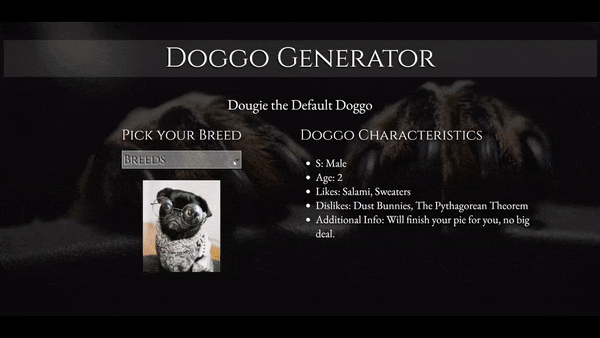 Doggo Generator
Dougie the Default Doggo
Pick your Breed
Breeds
Doggo Characteristics
S: Male
Age: 2
Likes: Salami, Sweaters
Dislikes: Dust Bunnies, The Pythagorean Theorem
Additional Info: Will finish your pie for you, no big
deal.